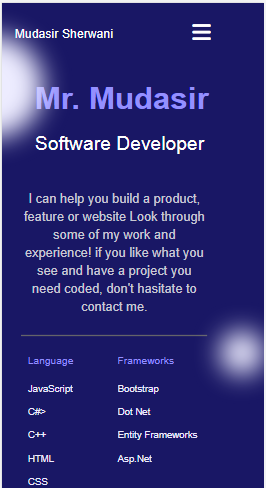 Mudasir Sherwani
Mr. Mudasir
Software Developer
I can help you build a product,
feature or website Look through
some of my work and
experience! if you like what you
see and have a project you
need coded, don't hasitate to
contact me.
Language Frameworks
JavaScript Bootstrap
C#> Dot Net
C++ Entity Frameworks
HTML Asp.Net
CSS